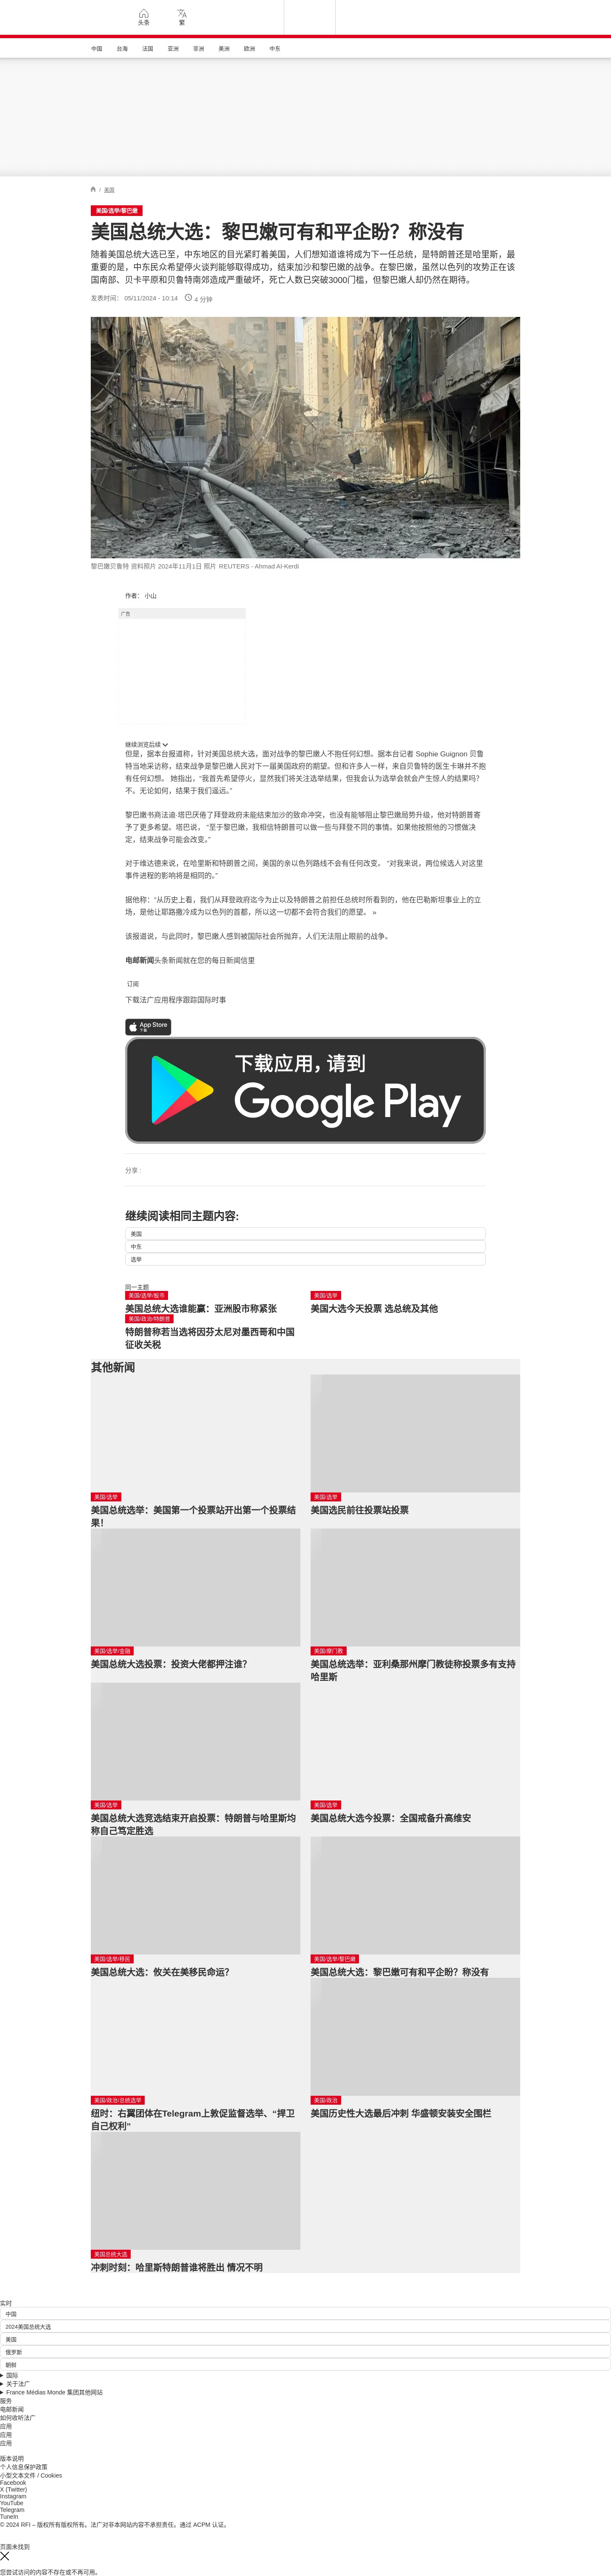 头条
繁
中国
台海
法国
亚洲
非洲
美洲
欧洲
中东
/ 美国
美国/选举/黎巴嫩
美国总统大选：黎巴嫩可有和平企盼？称没有
随着美国总统大选已至，中东地区的目光紧盯着美国，人们想知道谁将成为下一任总统，是特朗普还是哈里斯，最
重要的是，中东民众希望停火谈判能够取得成功，结束加沙和黎巴嫩的战争。在黎巴嫩，虽然以色列的攻势正在该
国南部、贝卡平原和贝鲁特南郊造成严重破坏，死亡人数已突破3000门槛，但黎巴嫩人却仍然在期待。
发表时间： 05/11/2024 - 10:14 4 分钟
黎巴嫩贝鲁特 资料照片 2024年11月1日 照片 REUTERS - Ahmad Al-Kerdi
作者： 小山
广告
继续浏览后续
但是，据本台报道称，针对美国总统大选，面对战争的黎巴嫩人不抱任何幻想。据本台记者 Sophie Guignon 贝鲁
特当地采访称，结束战争是黎巴嫩人民对下一届美国政府的期望。但和许多人一样，来自贝鲁特的医生卡琳并不抱
有任何幻想。 她指出，“我首先希望停火，显然我们将关注选举结果，但我会认为选举会就会产生惊人的结果吗？
不。无论如何，结果于我们遥远。”
黎巴嫩书商法迪·塔巴厌倦了拜登政府未能结束加沙的致命冲突，也没有能够阻止黎巴嫩局势升级，他对特朗普寄
予了更多希望。塔巴说， “至于黎巴嫩，我相信特朗普可以做一些与拜登不同的事情。如果他按照他的习惯做决
定，结束战争可能会改变。”
对于维达德来说，在哈里斯和特朗普之间，美国的亲以色列路线不会有任何改变。 “对我来说，两位候选人对这里
事件进程的影响将是相同的。”
据他称：“从历史上看，我们从拜登政府迄今为止以及特朗普之前担任总统时所看到的，他在巴勒斯坦事业上的立
场，是他让耶路撒冷成为以色列的首都，所以这一切都不会符合我们的愿望。 »
该报道说，与此同时，黎巴嫩人感到被国际社会所抛弃，人们无法阻止眼前的战争。
电邮新闻头条新闻就在您的每日新闻信里
订阅
下载法广应用程序跟踪国际时事
App Store
下载
下载应用，请到
Google Play
分享 :
继续阅读相同主题内容:
美国
中东
选举
同一主题
美国/选举/股市
美国总统大选谁能赢：亚洲股市称紧张
美国/选举
美国大选今天投票 选总统及其他
美国/政治/特朗普
特朗普称若当选将因芬太尼对墨西哥和中国
征收关税
其他新闻
美国/选举
美国总统选举：美国第一个投票站开出第一个投票结
果！
美国/选举
美国选民前往投票站投票
美国/选举/金融
美国总统大选投票：投资大佬都押注谁？
美国/摩门教
美国总统选举：亚利桑那州摩门教徒称投票多有支持
哈里斯
美国/选举
美国总统大选竞选结束开启投票：特朗普与哈里斯均
称自己笃定胜选
美国/选举
美国总统大选今投票：全国戒备升高维安
美国/选举/移民
美国总统大选：攸关在美移民命运？
美国/选举/黎巴嫩
美国总统大选：黎巴嫩可有和平企盼？称没有
美国/政治/总统选举
纽时：右翼团体在Telegram上敦促监督选举、“捍卫
自己权利”
美国/政治
美国历史性大选最后冲刺 华盛顿安装安全围栏
美国总统大选
冲刺时刻：哈里斯特朗普谁将胜出 情况不明
实时
中国
2024美国总统大选
美国
俄罗斯
朝鲜
国际
关于法广
France Médias Monde 集团其他网站
服务
电邮新闻
如何收听法广
应用
应用
应用
版本说明
个人信息保护政策
小型文本文件 / Cookies
Facebook
X (Twitter)
Instagram
YouTube
Telegram
TuneIn
© 2024 RFI – 版权所有版权所有。法广对非本网站内容不承担责任。通过 ACPM 认证。
页面未找到
您尝试访问的内容不存在或不再可用。